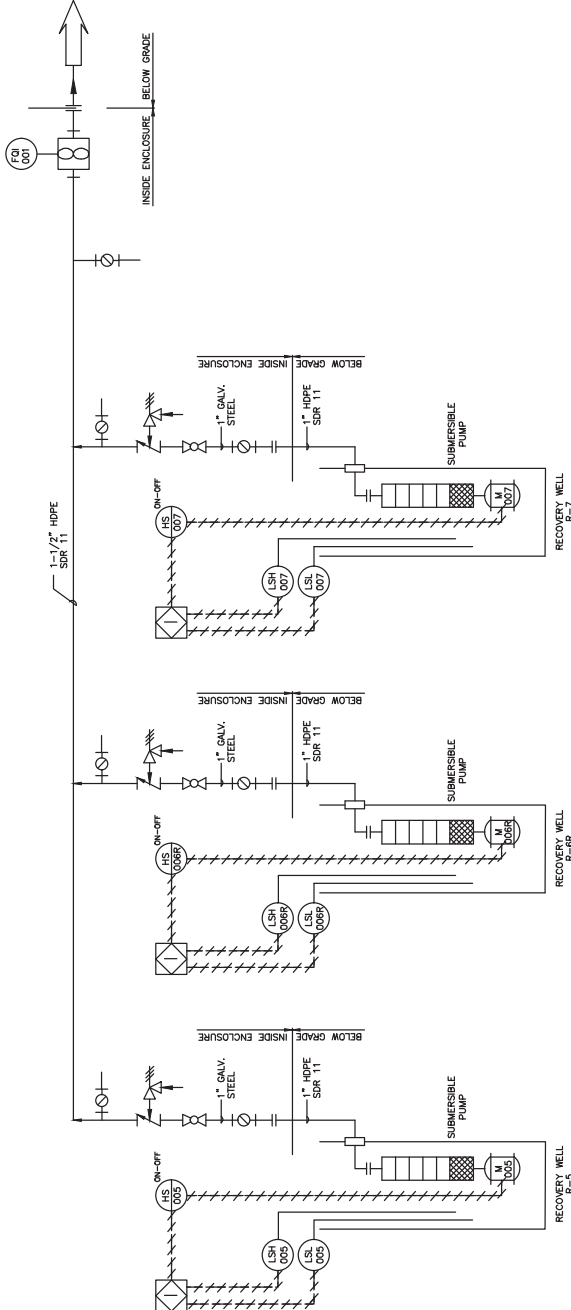 FQI
001
INSIDE ENCLOSURE
BELOW GRADE
1-1/2" HDPE
SDR 11
ON-OFF
HS
007
LSH
007
LSL
007
1" GALV.
STEEL
INSIDE ENCLOSURE
BELOW GRADE
1" HDPE
SDR 11
SUBMERSIBLE
PUMP
M
007
RECOVERY WELL
R-7
ON-OFF
HS
006R
LSH
006R
LSL
006R
1" GALV.
STEEL
INSIDE ENCLOSURE
BELOW GRADE
1" HDPE
SDR 11
SUBMERSIBLE
PUMP
M
006R
RECOVERY WELL
R-6R
ON-OFF
HS
005
LSH
005
LSL
005
1" GALV.
STEEL
INSIDE ENCLOSURE
BELOW GRADE
1" HDPE
SDR 11
SUBMERSIBLE
PUMP
M
005
RECOVERY WELL
R-5